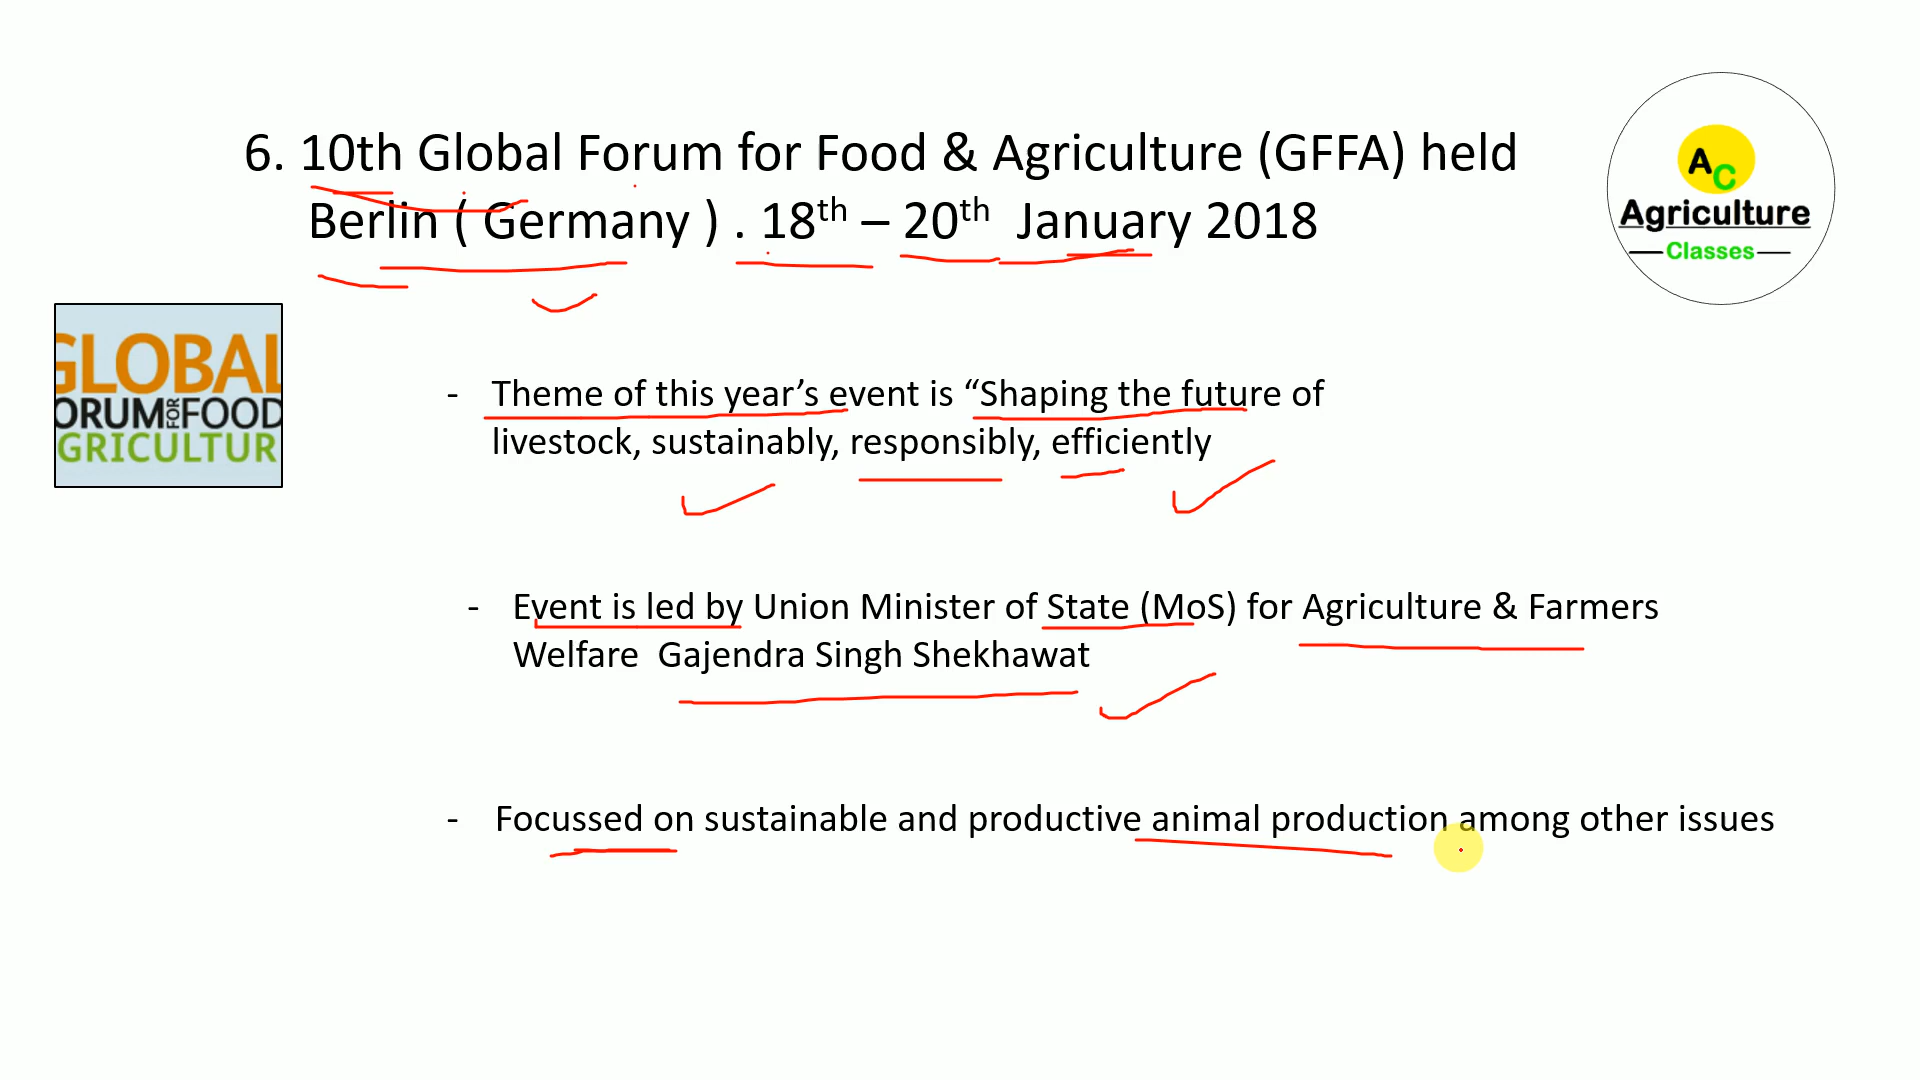 6. 10th Global Forum for Food & Agriculture (GFFA) held
Berlin ( Germany ) . 18th – 20th January 2018
AC
Agriculture
Classes
GLOBAL
ORUM FOR FOOD
GRICULTUR
- Theme of this year’s event is “Shaping the future of
livestock, sustainably, responsibly, efficiently
- Event is led by Union Minister of State (MoS) for Agriculture & Farmers
Welfare Gajendra Singh Shekhawat
- Focussed on sustainable and productive animal production among other issues